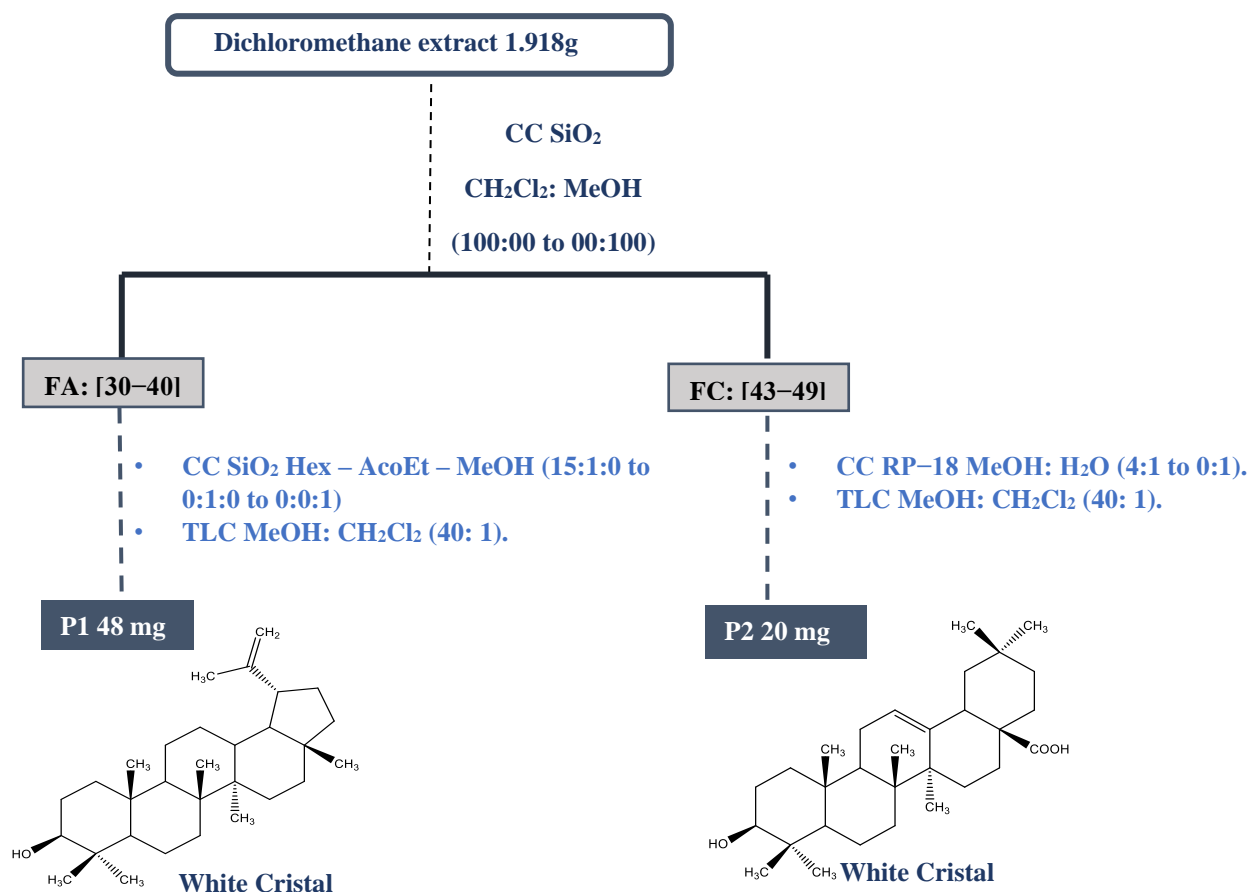 Dichloromethane extract 1.918g
CC SiO₂
CH₂Cl₂: MeOH
(100:00 to 00:100)
FA: [30−40]
FC: [43−49]
• CC SiO₂ Hex – AcoEt – MeOH (15:1:0 to
0:1:0 to 0:0:1)
• TLC MeOH: CH₂Cl₂ (40: 1).
• CC RP−18 MeOH: H₂O (4:1 to 0:1).
• TLC MeOH: CH₂Cl₂ (40: 1).
P1 48 mg
P2 20 mg
CH₂
H₃C
CH₃
CH₃
CH₃
CH₃
HO
H₃C
CH₃
White Cristal
H₃C
CH₃
CH₃
CH₃
COOH
CH₃
HO
H₃C
CH₃
White Cristal